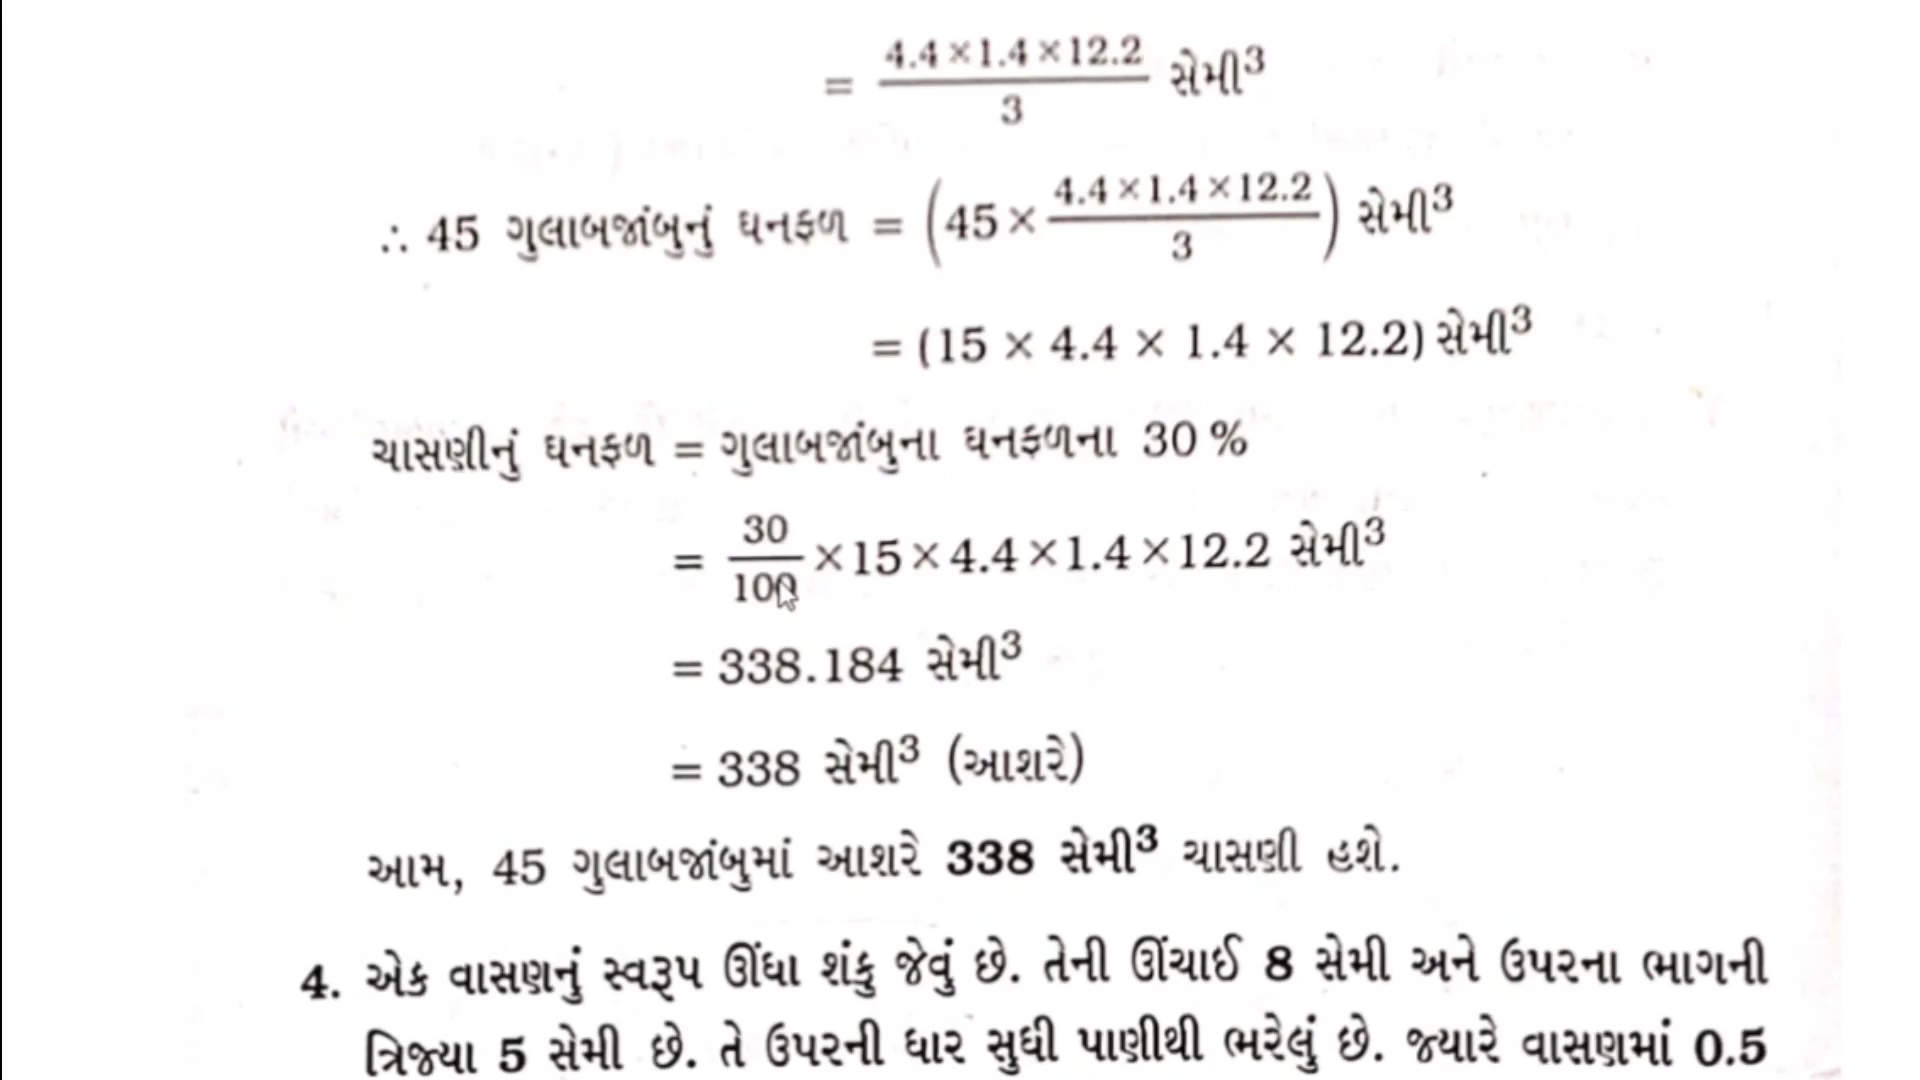 = 4.4×1.4×12.2/3 સેમી³
∴ 45 ગુલાબજાંબુનું ઘનફળ = (45× 4.4×1.4×12.2/3) સેમી³
= (15 × 4.4 × 1.4 × 12.2) સેમી³
ચાસણીનું ઘનફળ = ગુલાબજાંબુના ઘનફળના 30 %
= 30/100 ×15×4.4×1.4×12.2 સેમી³
= 338.184 સેમી³
= 338 સેમી³ (આશરે)
આમ, 45 ગુલાબજાંબુમાં આશરે 338 સેમી³ ચાસણી હશે.
4. એક વાસણનું સ્વરૂપ ઊંધા શંકુ જેવું છે. તેની ઊંચાઈ 8 સેમી અને ઉપરના ભાગની
ત્રિજ્યા 5 સેમી છે. તે ઉપરની ધાર સુધી પાણીથી ભરેલું છે. જ્યારે વાસણમાં 0.5